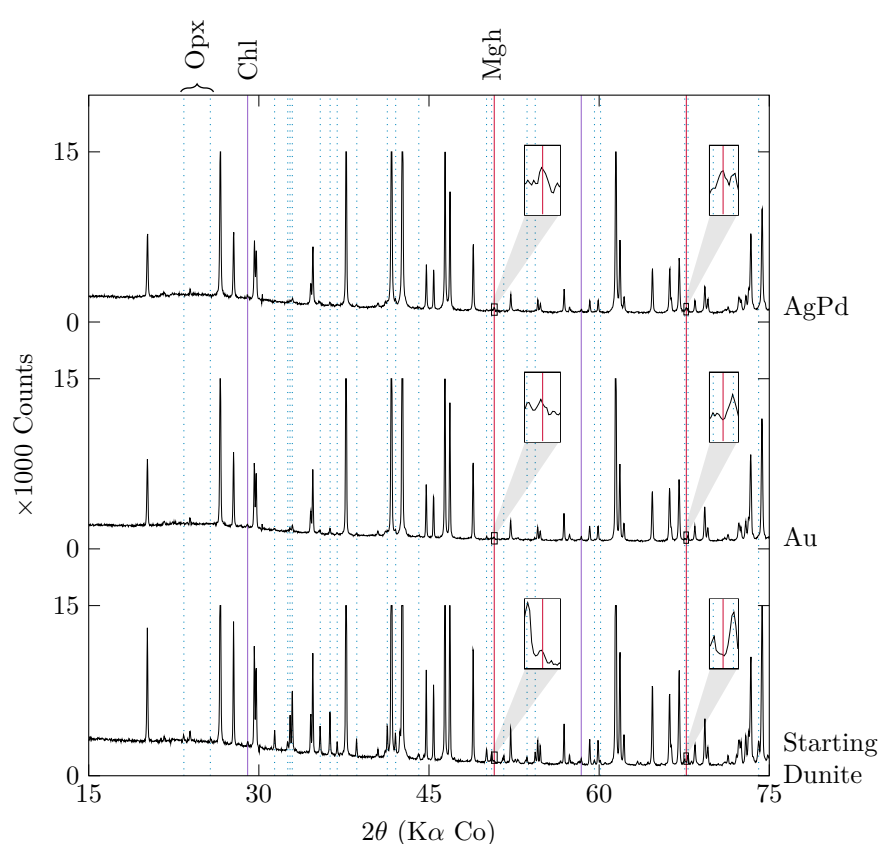 Opx
Chl
Mgh
15
0
AgPd
15
0
Au
15
0
Starting
Dunite
×1000 Counts
15
30
45
60
75
2θ (Kα Co)